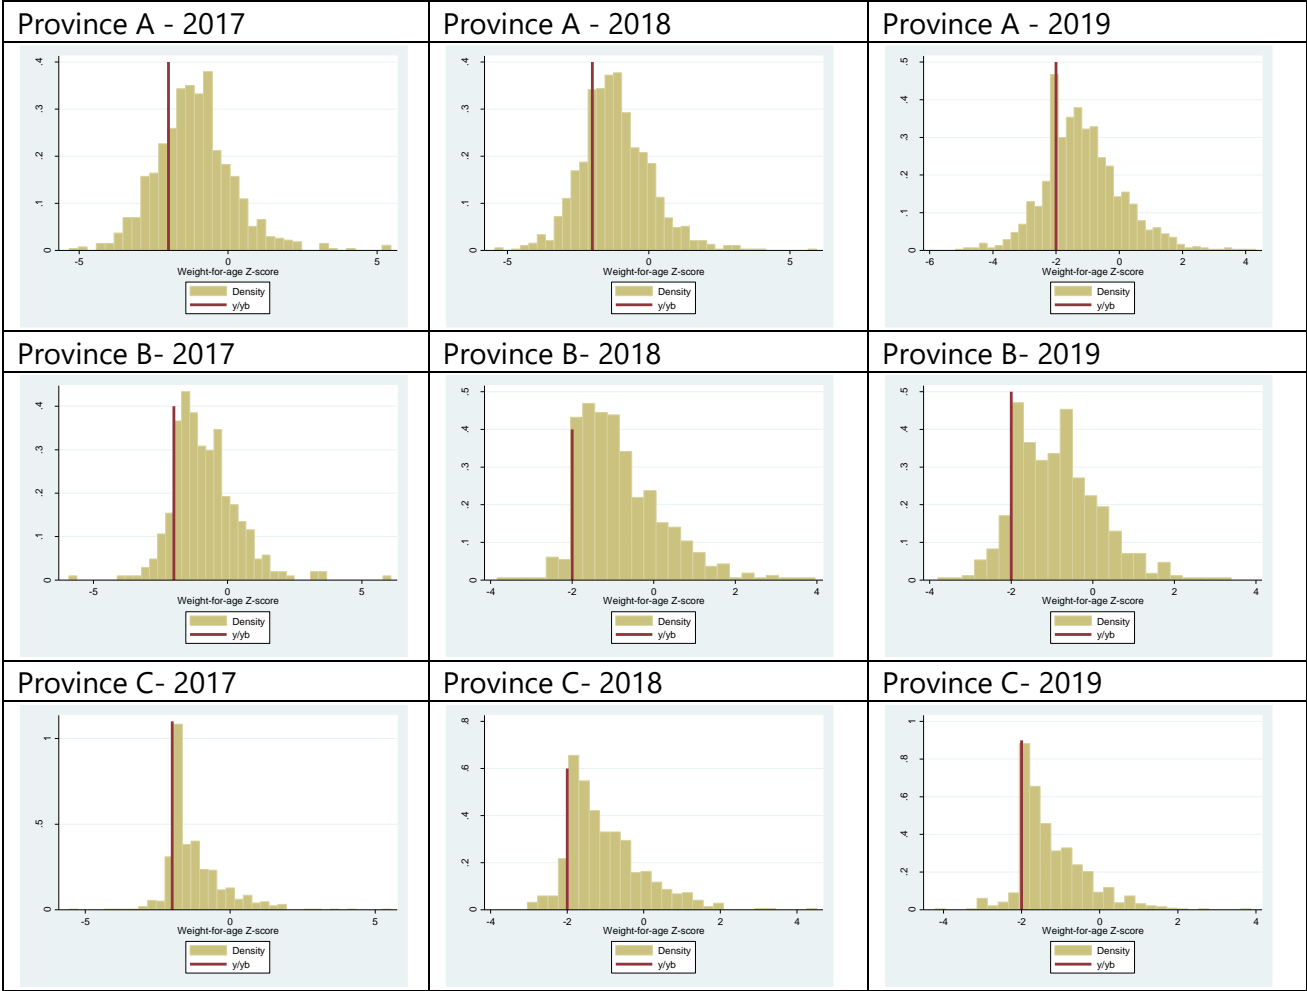 Province A - 2017
.4
.3
.2
.1
0
-5
0
5
Weight-for-age Z-score
Density
y/yb
Province A - 2018
.4
.3
.2
.1
0
-5
0
5
Weight-for-age Z-score
Density
y/yb
Province A - 2019
.5
.4
.3
.2
.1
0
-6
-4
-2
0
2
4
Weight-for-age Z-score
Density
y/yb
Province B- 2017
.4
.3
.2
.1
0
-5
0
5
Weight-for-age Z-score
Density
y/yb
Province B- 2018
.5
.4
.3
.2
.1
0
-4
-2
0
2
4
Weight-for-age Z-score
Density
y/yb
Province B- 2019
.5
.4
.3
.2
.1
0
-4
-2
0
2
4
Weight-for-age Z-score
Density
y/yb
Province C- 2017
1
.5
0
-5
0
5
Weight-for-age Z-score
Density
y/yb
Province C- 2018
.8
.6
.4
.2
0
-4
-2
0
2
4
Weight-for-age Z-score
Density
y/yb
Province C- 2019
1
.8
.6
.4
.2
0
-4
-2
0
2
4
Weight-for-age Z-score
Density
y/yb